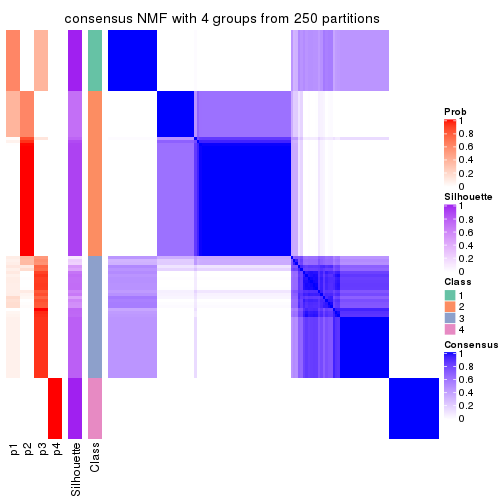 consensus NMF with 4 groups from 250 partitions
Prob
1
0.8
0.6
0.4
0.2
0
Silhouette
1
0.8
0.6
0.4
0.2
0
Class
1
2
3
4
Consensus
1
0.8
0.6
0.4
0.2
0
p1
p2
p3
p4
Silhouette
Class